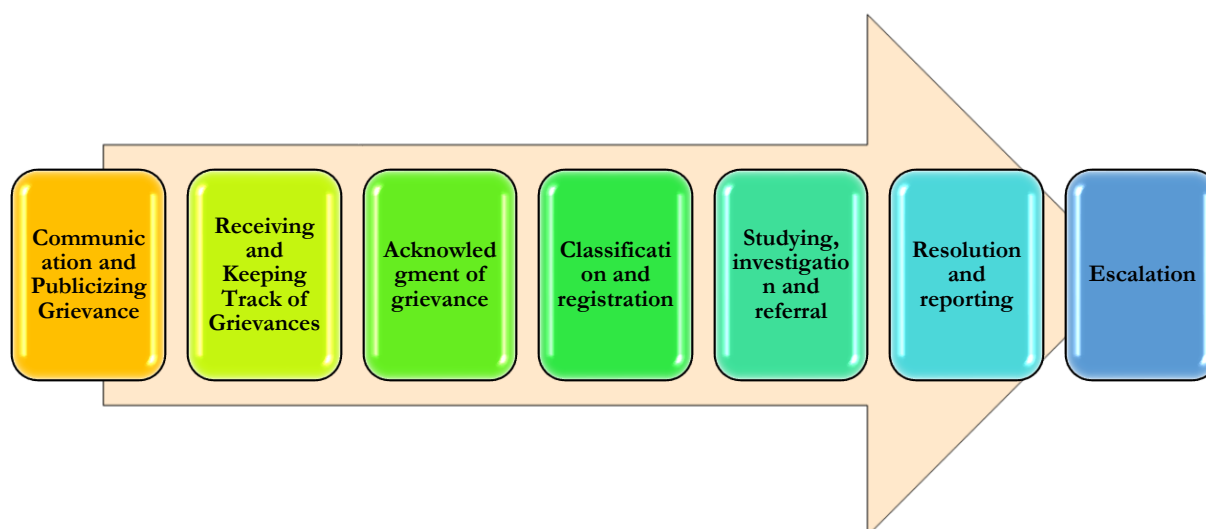 Communic
ation and
Publicizing
Grievance
Receiving
and
Keeping
Track of
Grievances
Acknowled
gment of
grievance
Classificati
on and
registration
Studying,
investigatio
n and
referral
Resolution
and
reporting
Escalation